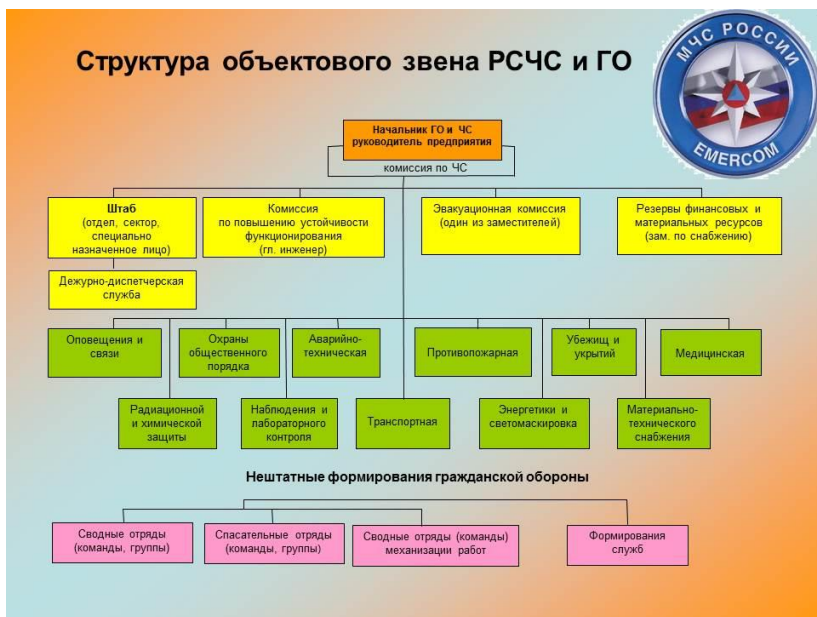 Структура объектового звена РСЧС и ГО
МЧС РОССИИ
EMERCOM
Начальник ГО и ЧС
руководитель предприятия
комиссия по ЧС
Штаб
(отдел, сектор,
специально
назначенное лицо)
Комиссия
по повышению устойчивости
функционирования
(гл. инженер)
Эвакуационная комиссия
(один из заместителей)
Резервы финансовых и
материальных ресурсов
(зам. по снабжению)
Дежурно-диспетчерская
служба
Оповещения и
связи
Охраны
общественного
порядка
Аварийно-
техническая
Противопожарная
Убежищ и
укрытий
Медицинская
Радиационной
и химической
защиты
Наблюдения и
лабораторного
контроля
Транспортная
Энергетики и
светомаскировка
Материально-
технического
снабжения
Нештатные формирования гражданской обороны
Сводные отряды
(команды, группы)
Спасательные отряды
(команды, группы)
Сводные отряды (команды)
механизации работ
Формирования
служб